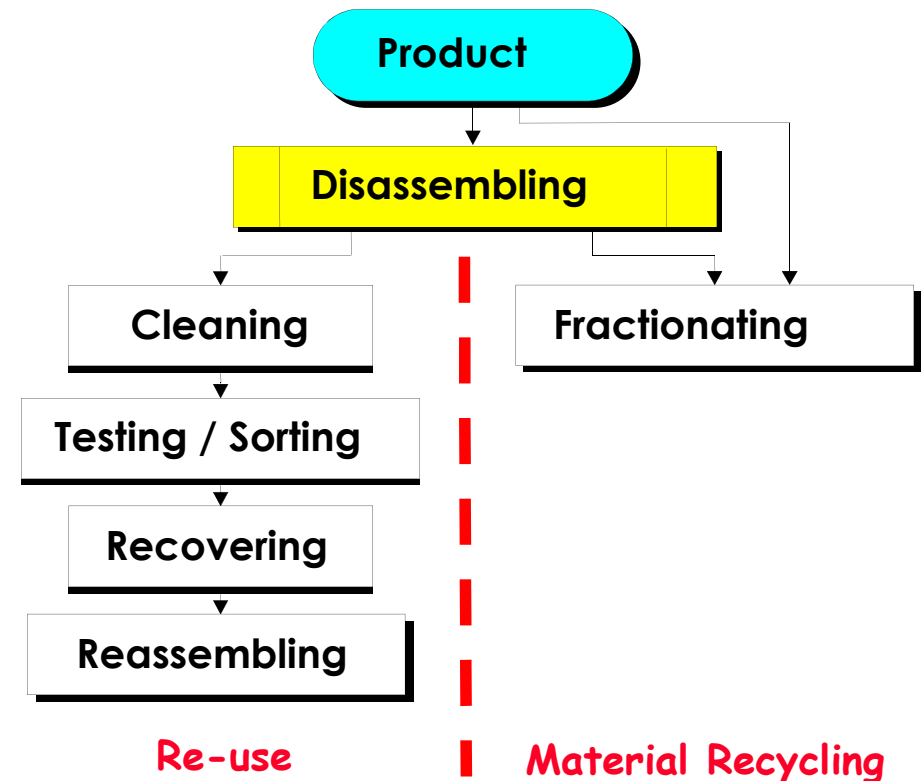 Product
Disassembling
Cleaning
Fractionating
Testing / Sorting
Recovering
Reassembling
Re-use
Material Recycling